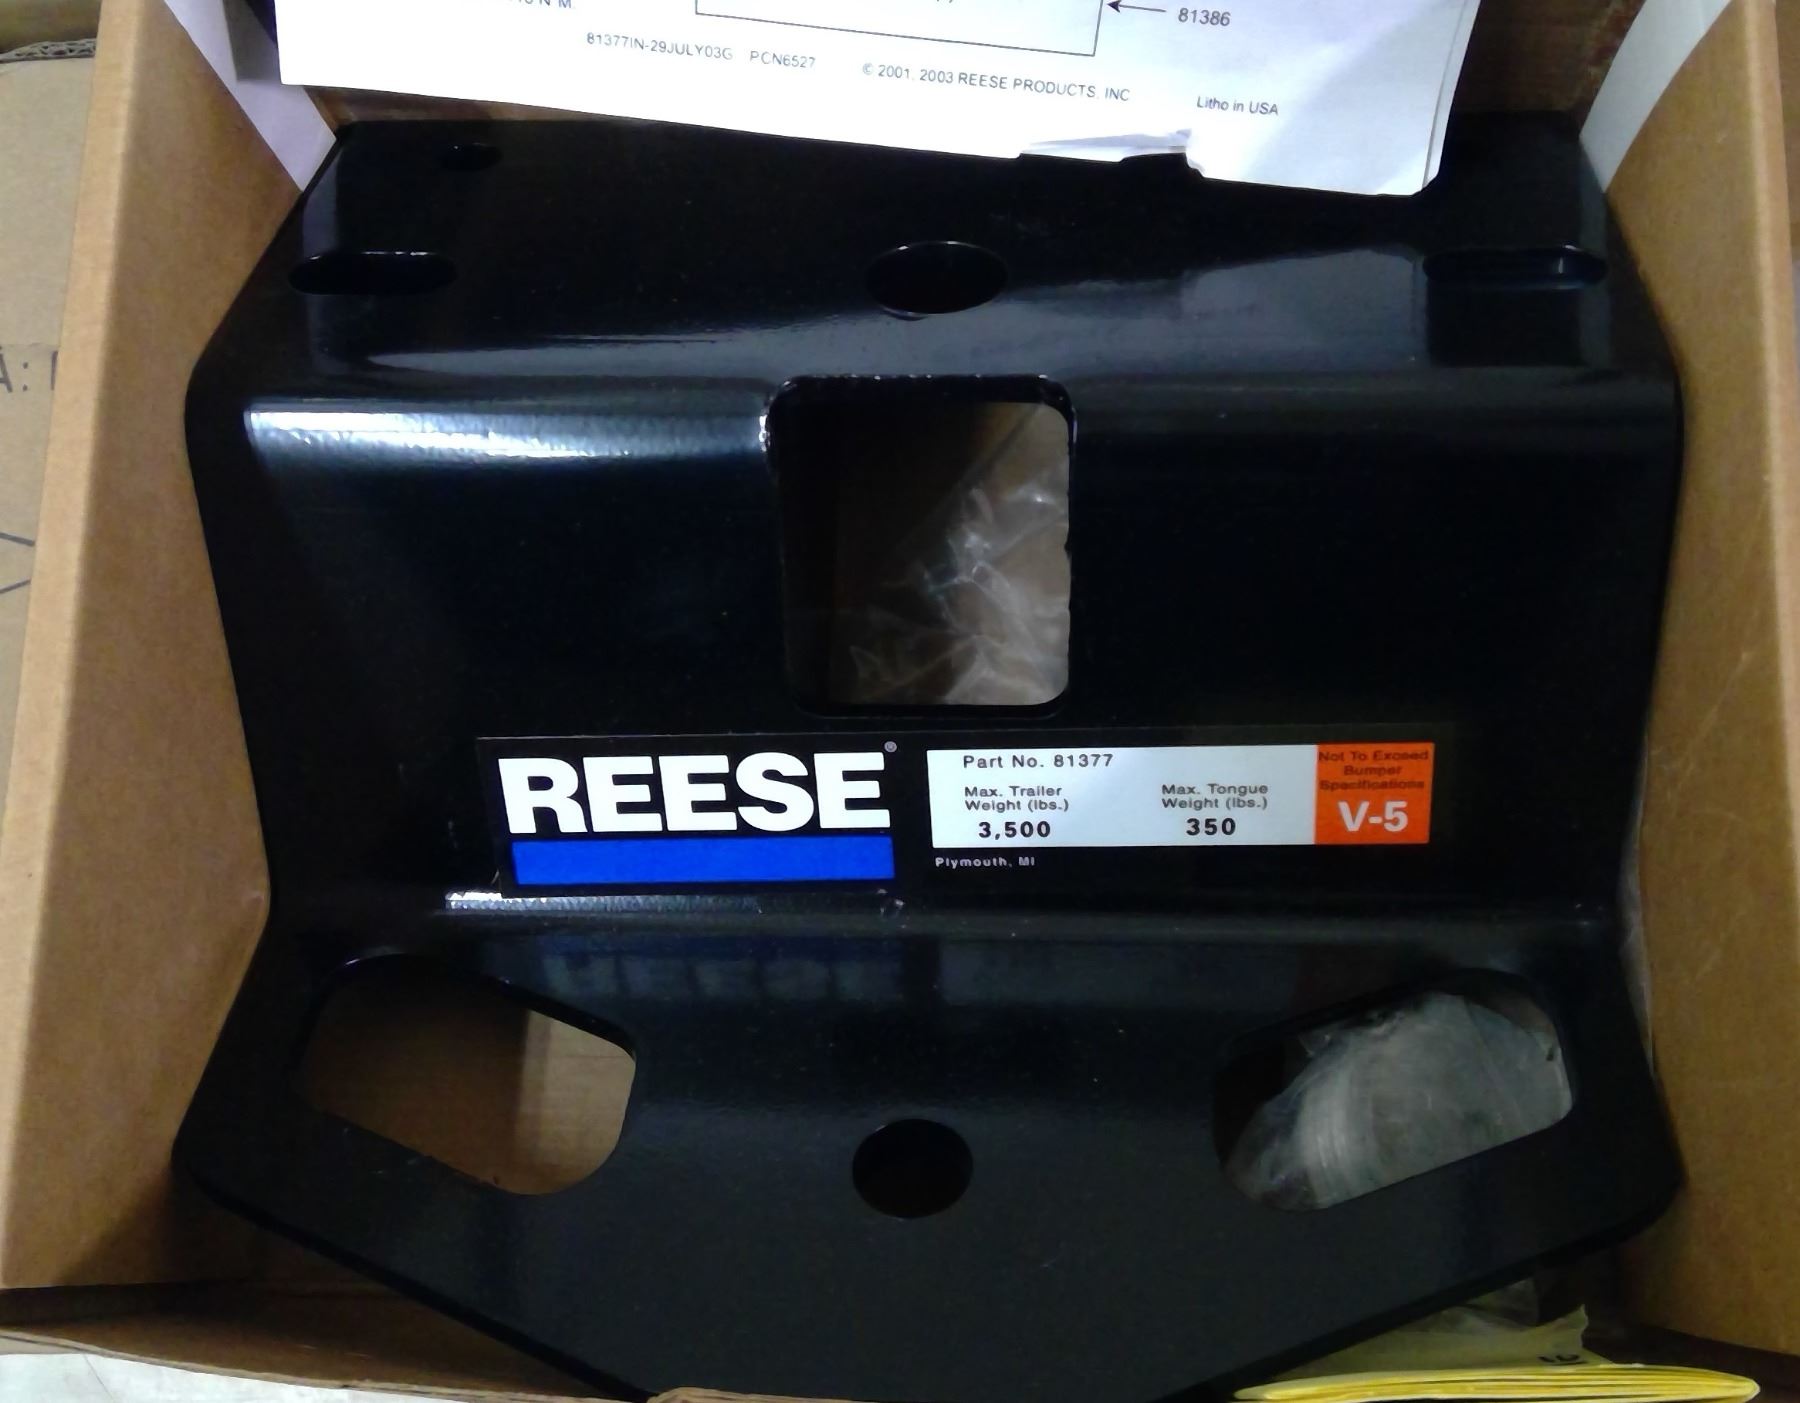 N·M.
81386
81377IN-29JULY03G PCN6527 © 2001, 2003 REESE PRODUCTS, INC Litho in USA
A:
REESE®
Part No. 81377
Max. Trailer
Weight (lbs.)
3,500
Max. Tongue
Weight (lbs.)
350
Not To Exceed
Bumper
Specifications
V-5
Plymouth, MI